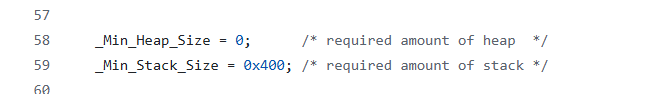 57
58 _Min_Heap_Size = 0; /* required amount of heap */
59 _Min_Stack_Size = 0x400; /* required amount of stack */
60